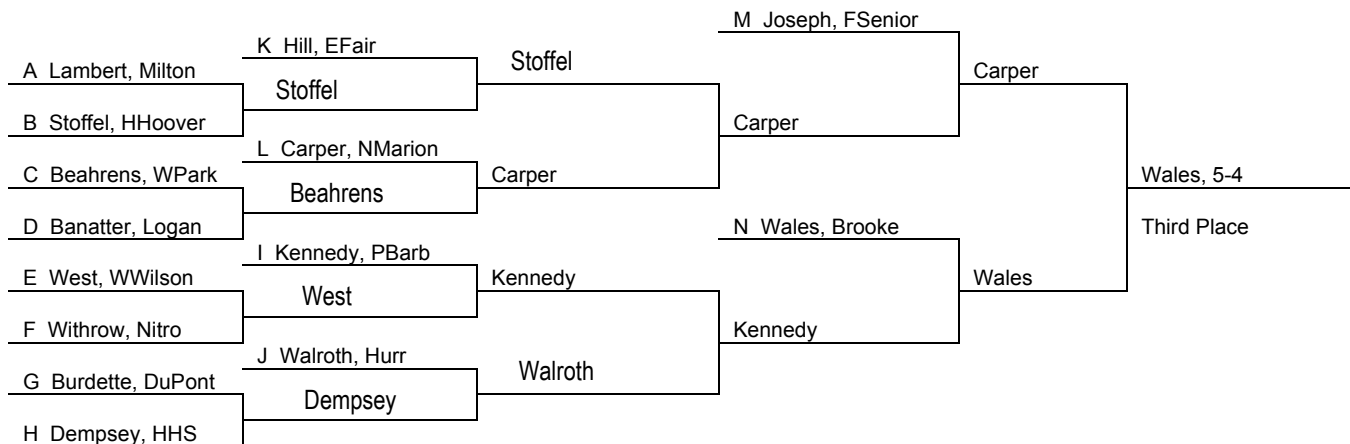 M Joseph, FSenior
K Hill, EFair
Stoffel
A Lambert, Milton
Carper
Stoffel
B Stoffel, HHoover
Carper
L Carper, NMarion
C Beahrens, WPark
Carper
Wales, 5-4
Beahrens
D Banatter, Logan
N Wales, Brooke
Third Place
I Kennedy, PBarb
E West, WWilson
Kennedy
Wales
West
F Withrow, Nitro
Kennedy
J Walroth, Hurr
Walroth
G Burdette, DuPont
Dempsey
H Dempsey, HHS